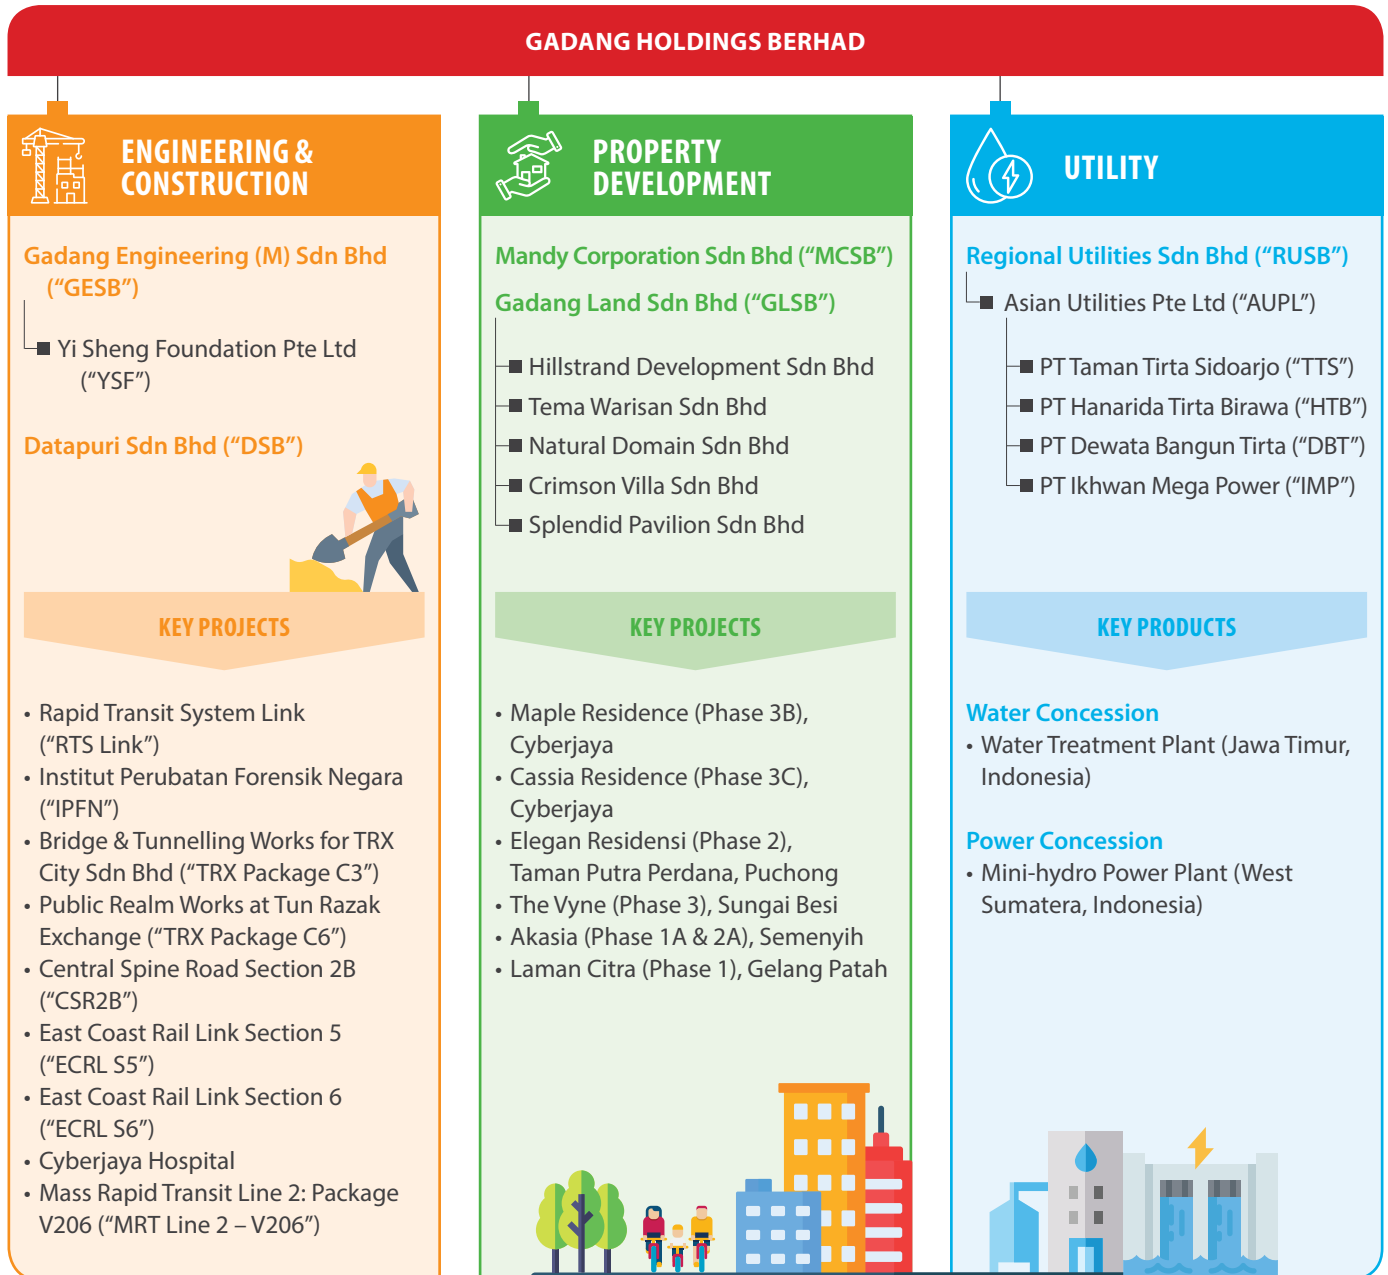 GADANG HOLDINGS BERHAD
ENGINEERING &
CONSTRUCTION
Gadang Engineering (M) Sdn Bhd
(“GESB”)
Yi Sheng Foundation Pte Ltd
(“YSF”)
Datapuri Sdn Bhd (“DSB”)
KEY PROJECTS
• Rapid Transit System Link
(“RTS Link”)
• Institut Perubatan Forensik Negara
(“IPFN”)
• Bridge & Tunnelling Works for TRX
City Sdn Bhd (“TRX Package C3”)
• Public Realm Works at Tun Razak
Exchange (“TRX Package C6”)
• Central Spine Road Section 2B
(“CSR2B”)
• East Coast Rail Link Section 5
(“ECRL S5”)
• East Coast Rail Link Section 6
(“ECRL S6”)
• Cyberjaya Hospital
• Mass Rapid Transit Line 2: Package
V206 (“MRT Line 2 – V206”)
PROPERTY
DEVELOPMENT
Mandy Corporation Sdn Bhd (“MCSB”)
Gadang Land Sdn Bhd (“GLSB”)
Hillstrand Development Sdn Bhd
Tema Warisan Sdn Bhd
Natural Domain Sdn Bhd
Crimson Villa Sdn Bhd
Splendid Pavilion Sdn Bhd
KEY PROJECTS
• Maple Residence (Phase 3B),
Cyberjaya
• Cassia Residence (Phase 3C),
Cyberjaya
• Elegan Residensi (Phase 2),
Taman Putra Perdana, Puchong
• The Vyne (Phase 3), Sungai Besi
• Akasia (Phase 1A & 2A), Semenyih
• Laman Citra (Phase 1), Gelang Patah
UTILITY
Regional Utilities Sdn Bhd (“RUSB”)
Asian Utilities Pte Ltd (“AUPL”)
PT Taman Tirta Sidoarjo (“TTS”)
PT Hanarida Tirta Birawa (“HTB”)
PT Dewata Bangun Tirta (“DBT”)
PT Ikhwan Mega Power (“IMP”)
KEY PRODUCTS
Water Concession
• Water Treatment Plant (Jawa Timur,
Indonesia)
Power Concession
• Mini-hydro Power Plant (West
Sumatera, Indonesia)